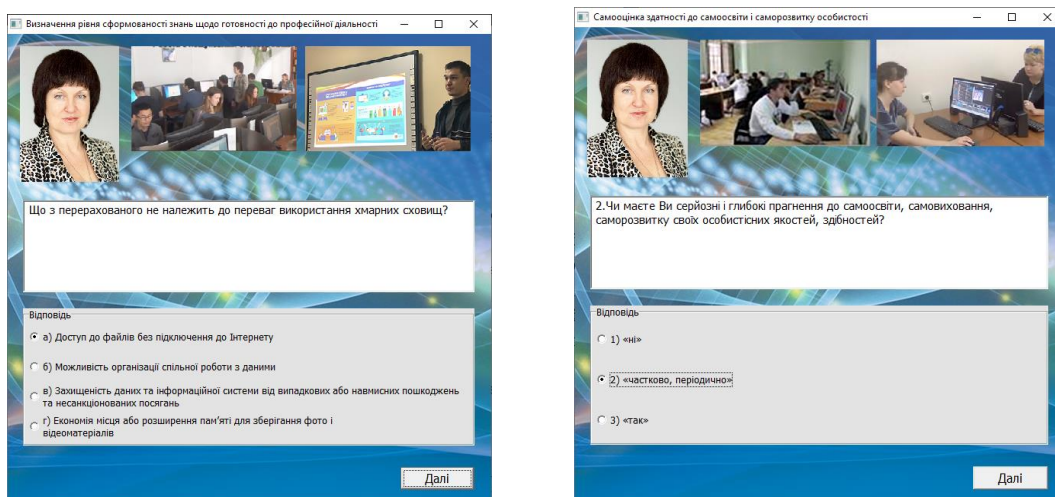 Визначення рівня сформованості знань щодо готовності до професійної діяльності
Що з перерахованого не належить до переваг використання хмарних сховищ?
Відповідь
а) Доступ до файлів без підключення до Інтернету
б) Можливість організації спільної роботи з даними
в) Захищеність даних та інформаційної системи від випадкових або навмисних пошкоджень
та несанкціонованих посягань
г) Економія місця або розширення пам'яті для зберігання фото і
відеоматеріалів
Далі
Самооцінка здатності до самоосвіти і саморозвитку особистості
2.Чи маєте Ви серйозні і глибокі прагнення до самоосвіти, самовиховання,
саморозвитку своїх особистісних якостей, здібностей?
Відповідь
1) «ні»
2) «частково, періодично»
3) «так»
Далі